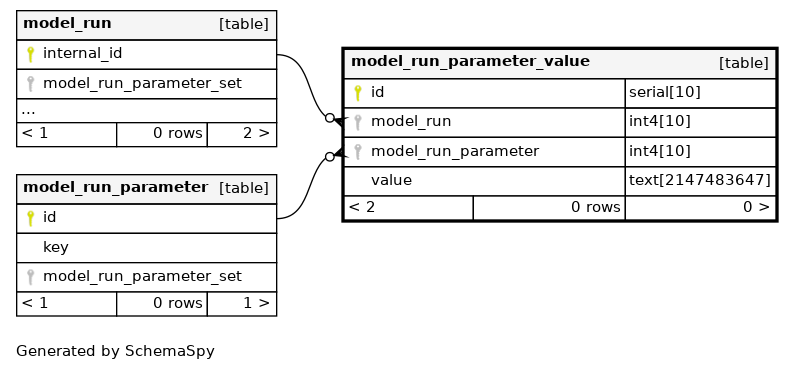 model_run [table]
internal_id
model_run_parameter_set
...
< 1 0 rows 2 >
model_run_parameter [table]
id
key
model_run_parameter_set
< 1 0 rows 1 >
model_run_parameter_value [table]
id serial[10]
model_run int4[10]
model_run_parameter int4[10]
value text[2147483647]
< 2 0 rows 0 >
Generated by SchemaSpy